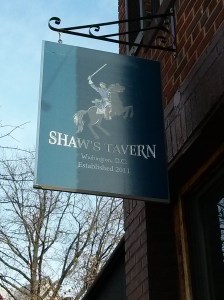 SHAW'S TAVERN
Washington, D.C.
Established 2011